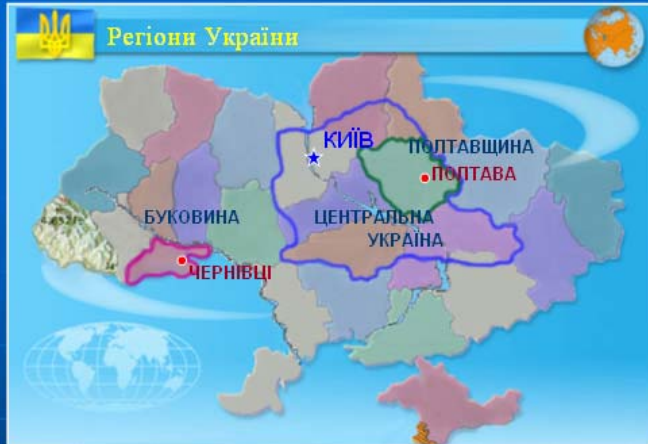 Регіони України
КИЇВ
ПОЛТАВЩИНА
ПОЛТАВА
БУКОВИНА
ЦЕНТРАЛЬНА
УКРАЇНА
ЧЕРНІВЦІ